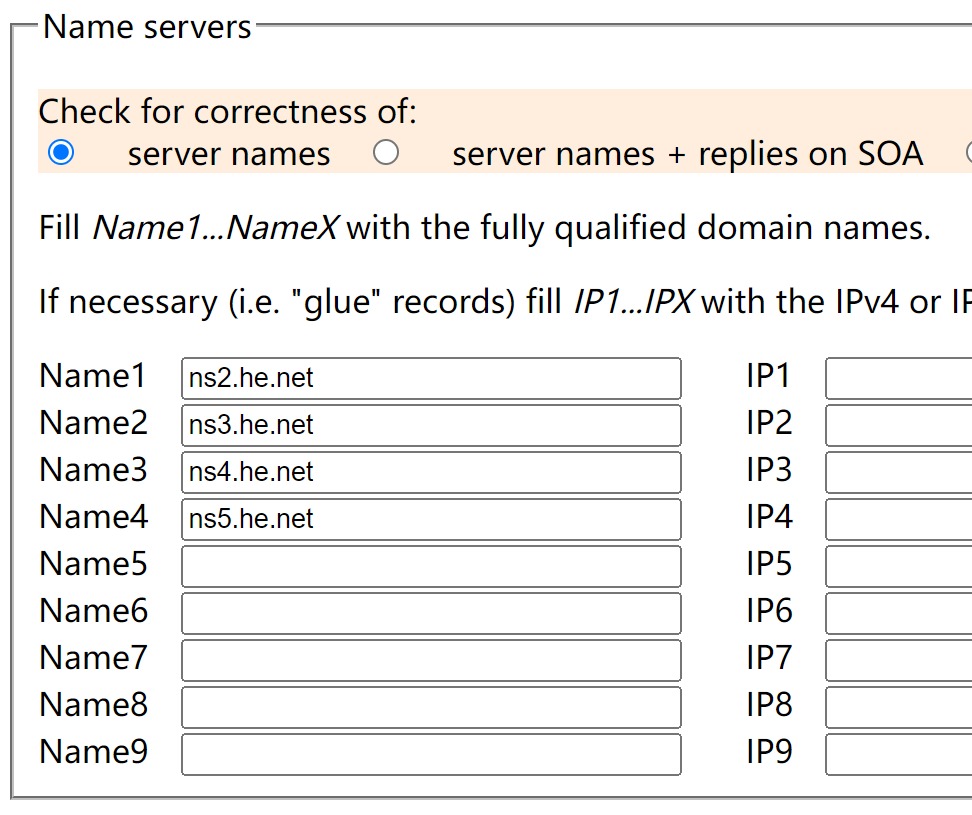 Name servers
Check for correctness of:
server names server names + replies on SOA
Fill Name1...NameX with the fully qualified domain names.
If necessary (i.e. "glue" records) fill IP1...IPX with the IPv4 or
Name1 ns2.he.net IP1
Name2 ns3.he.net IP2
Name3 ns4.he.net IP3
Name4 ns5.he.net IP4
Name5 IP5
Name6 IP6
Name7 IP7
Name8 IP8
Name9 IP9